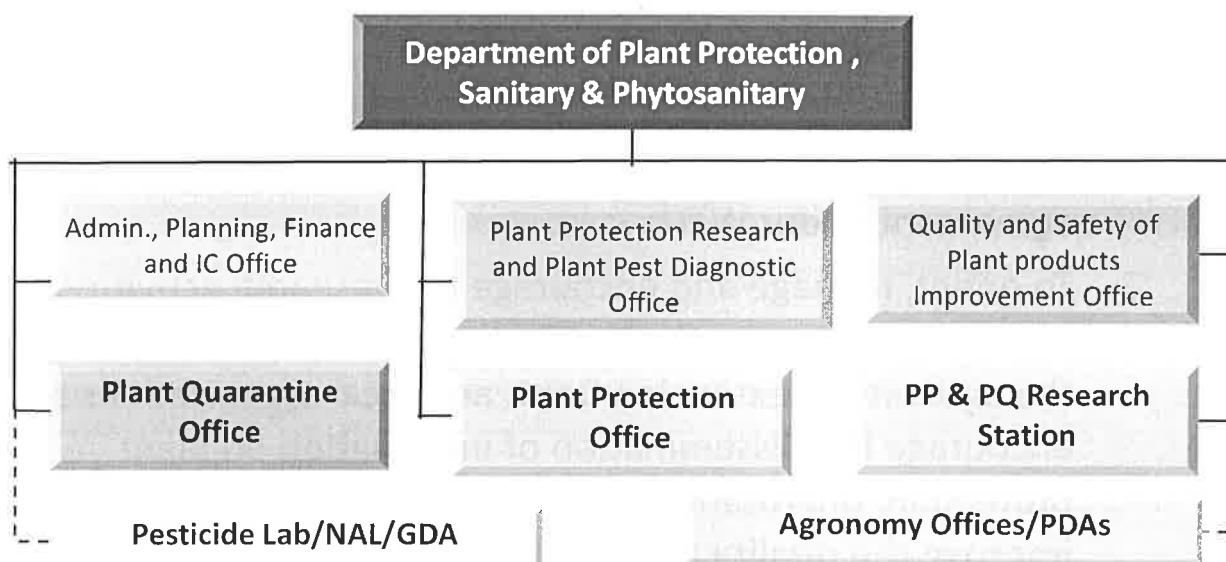 Department of Plant Protection ,
Sanitary & Phytosanitary
Admin., Planning, Finance
and IC Office
Plant Protection Research
and Plant Pest Diagnostic
Office
Quality and Safety of
Plant products
Improvement Office
Plant Quarantine
Office
Plant Protection
Office
PP & PQ Research
Station
Pesticide Lab/NAL/GDA
Agronomy Offices/PDAs